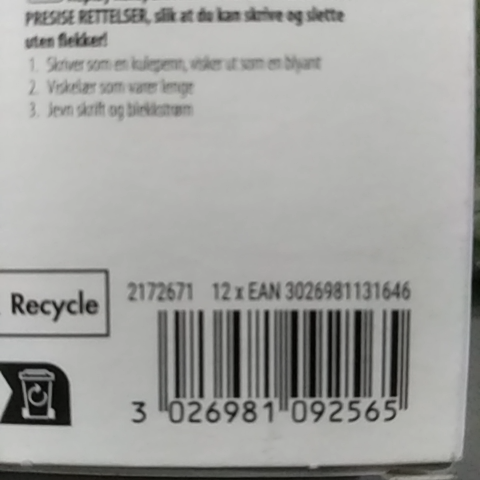 PRESISE RETTELSER, slik at du kan skrive og slette
uten flekker!
1. Skriver som en kulepenn, visker ut som en blyant
2. Viskelær som varer lenge
3. Jevn skrift og blekkstrøm
Recycle
2172671 12 x EAN 3026981131646
3 026981 092565